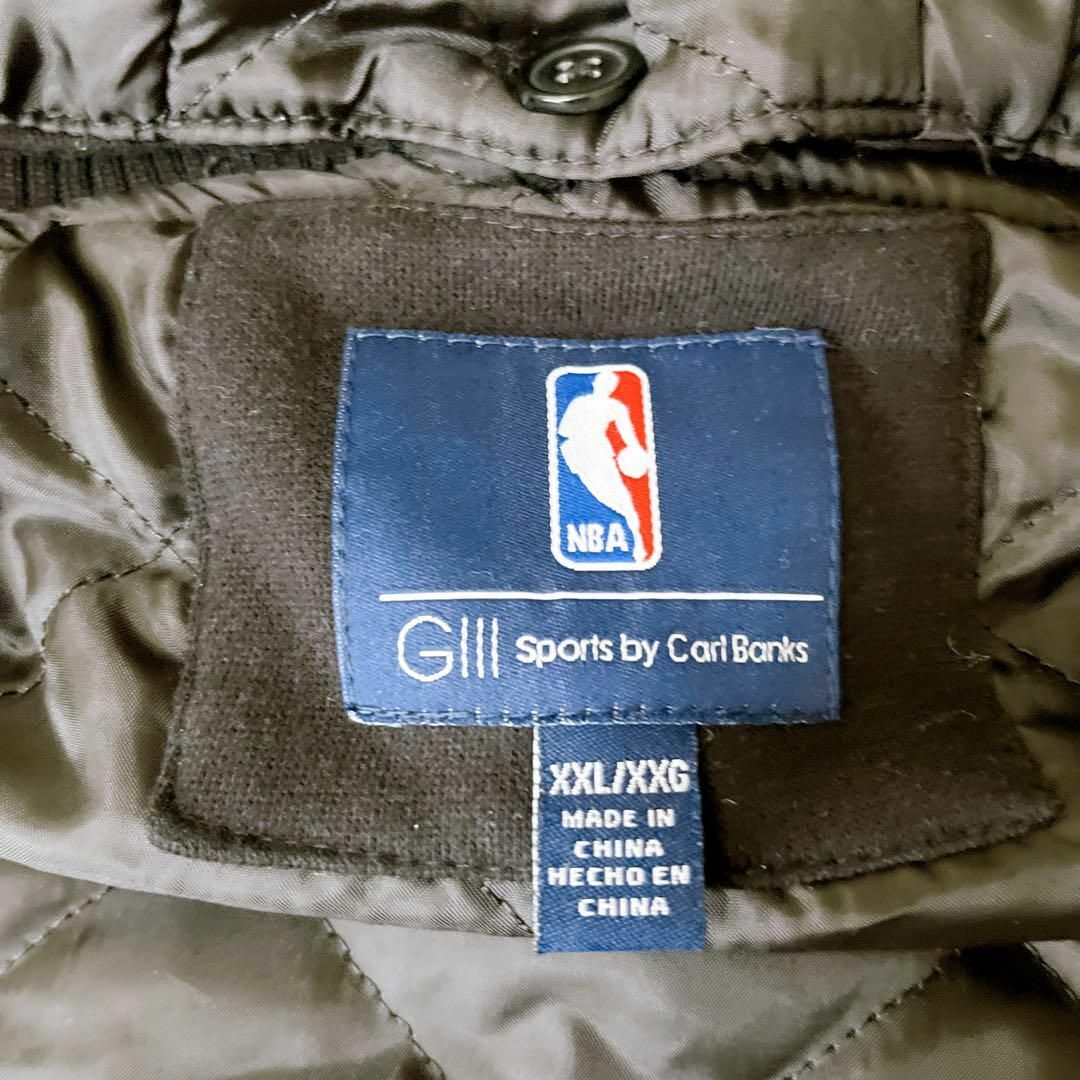 NBA
GIII Sports by Carl Banks
XXL/XXG
MADE IN
CHINA
HECHO EN
CHINA